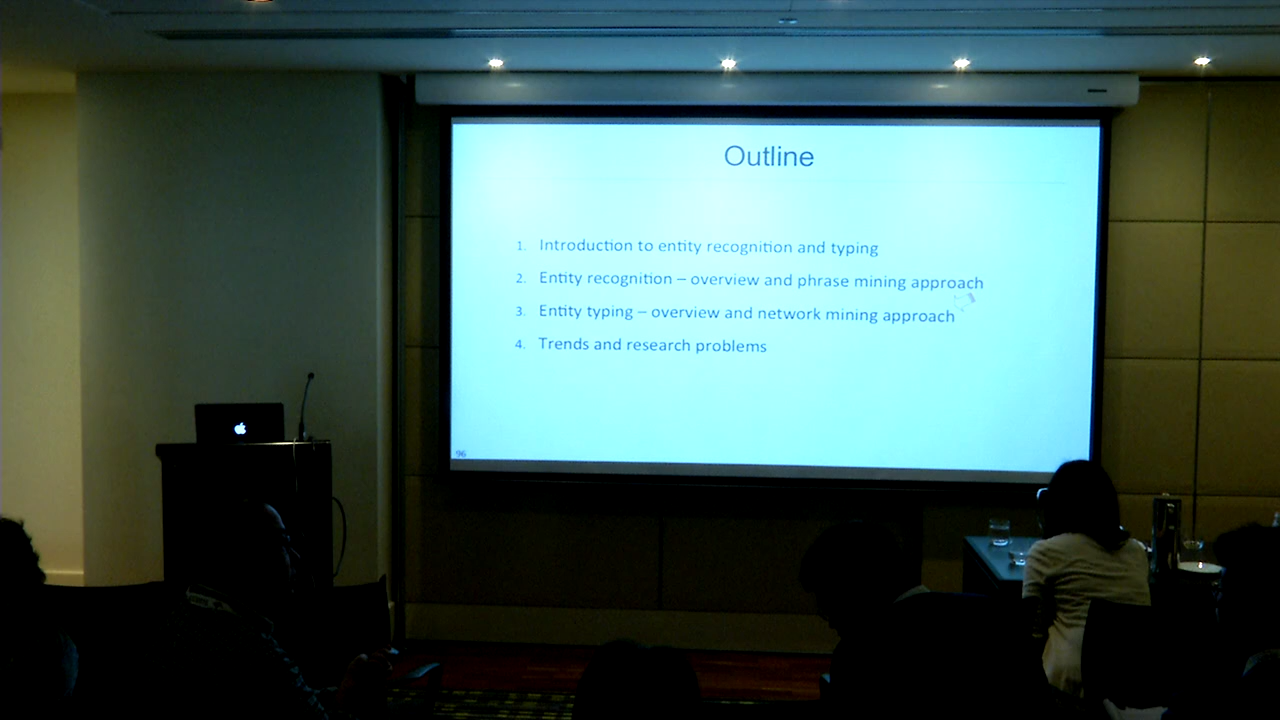 Outline
1. Introduction to entity recognition and typing
2. Entity recognition – overview and phrase mining approach
3. Entity typing – overview and network mining approach
4. Trends and research problems
96